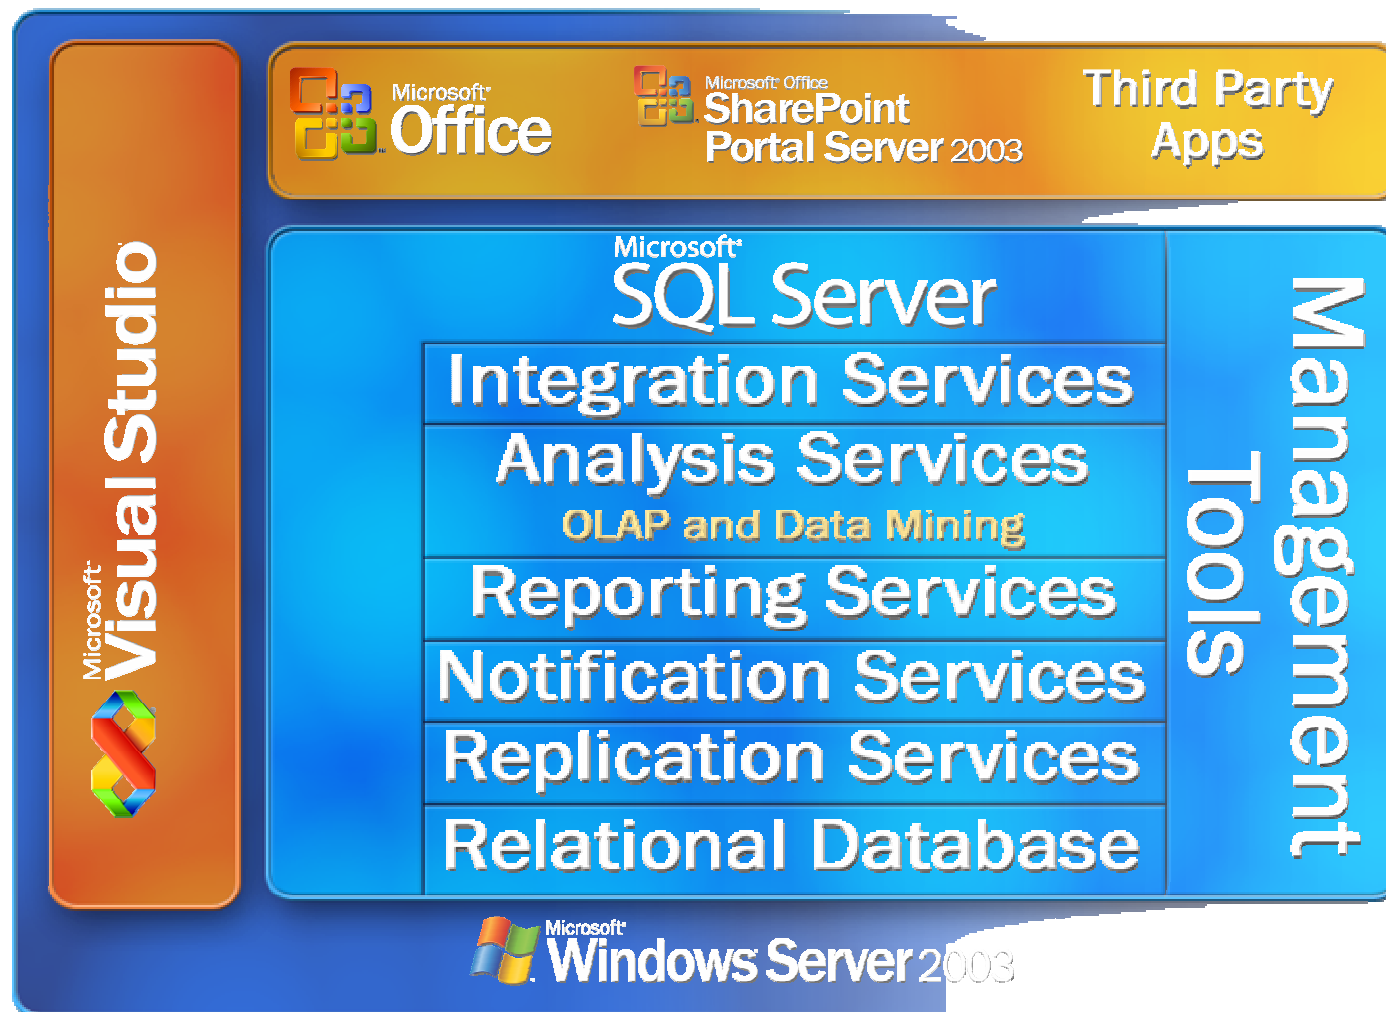 Microsoft®
Office
Microsoft® Office
SharePoint
Portal Server 2003
Third Party
Apps
Microsoft®
Visual Studio
Microsoft®
SQL Server
Integration Services
Analysis Services
OLAP and Data Mining
Reporting Services
Notification Services
Replication Services
Relational Database
Management
Tools
Microsoft®
Windows Server 2003